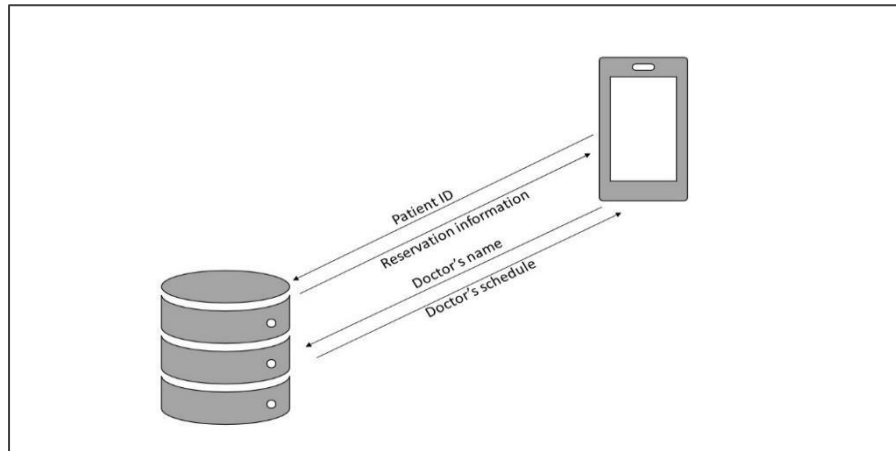 Patient ID
Reservation information
Doctor's name
Doctor's schedule